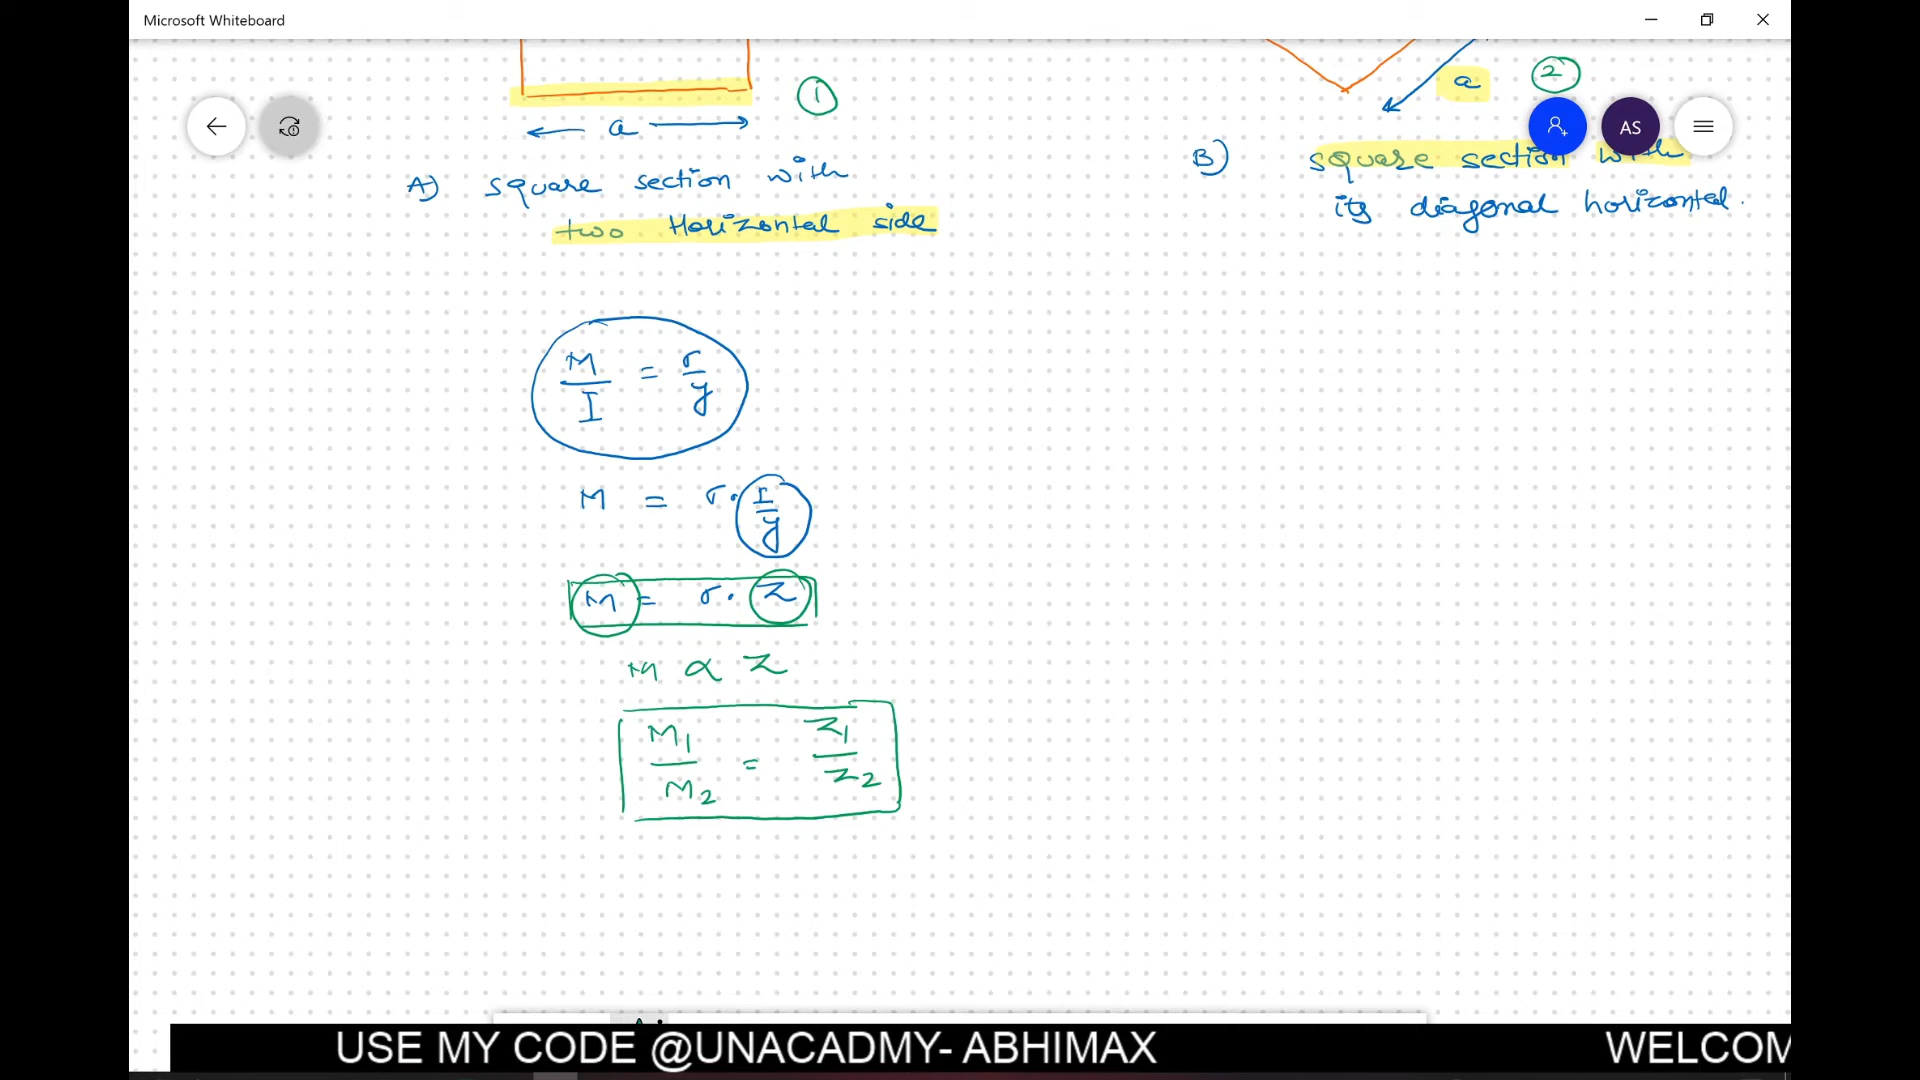 Microsoft Whiteboard
a
1
a
2
AS
A) square section with
two Horizontal side
B) square section with
its diagonal horizontal.
M/I = σ/y
M = σ. I/y
M = σ. Z
M α Z
M1/M2 = Z1/Z2
USE MY CODE @UNACADMY- ABHIMAX
WELCOM